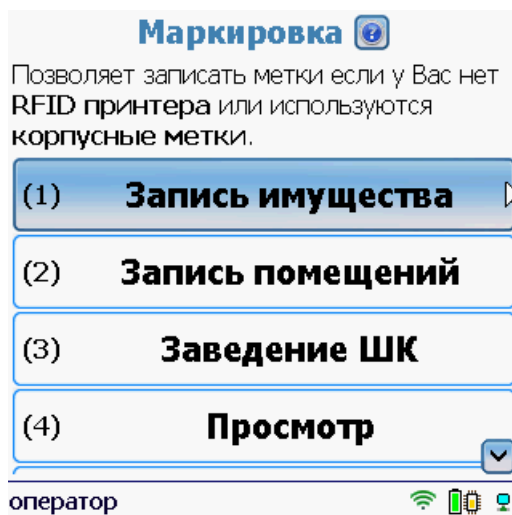 Маркировка ?
Позволяет записать метки если у Вас нет
RFID принтера или используются
корпусные метки.
(1) Запись имущества
(2) Запись помещений
(3) Заведение ШК
(4) Просмотр
оператор